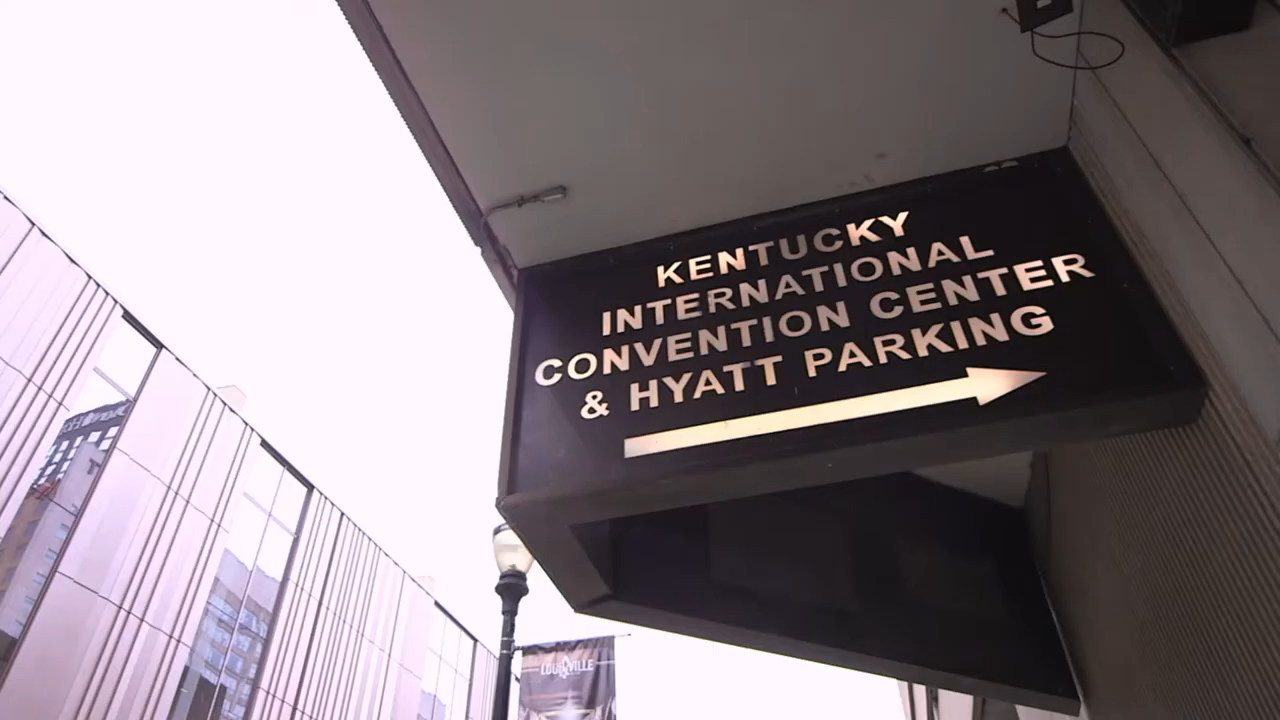 KENTUCKY
INTERNATIONAL
CONVENTION CENTER
& HYATT PARKING
LOUISVILLE